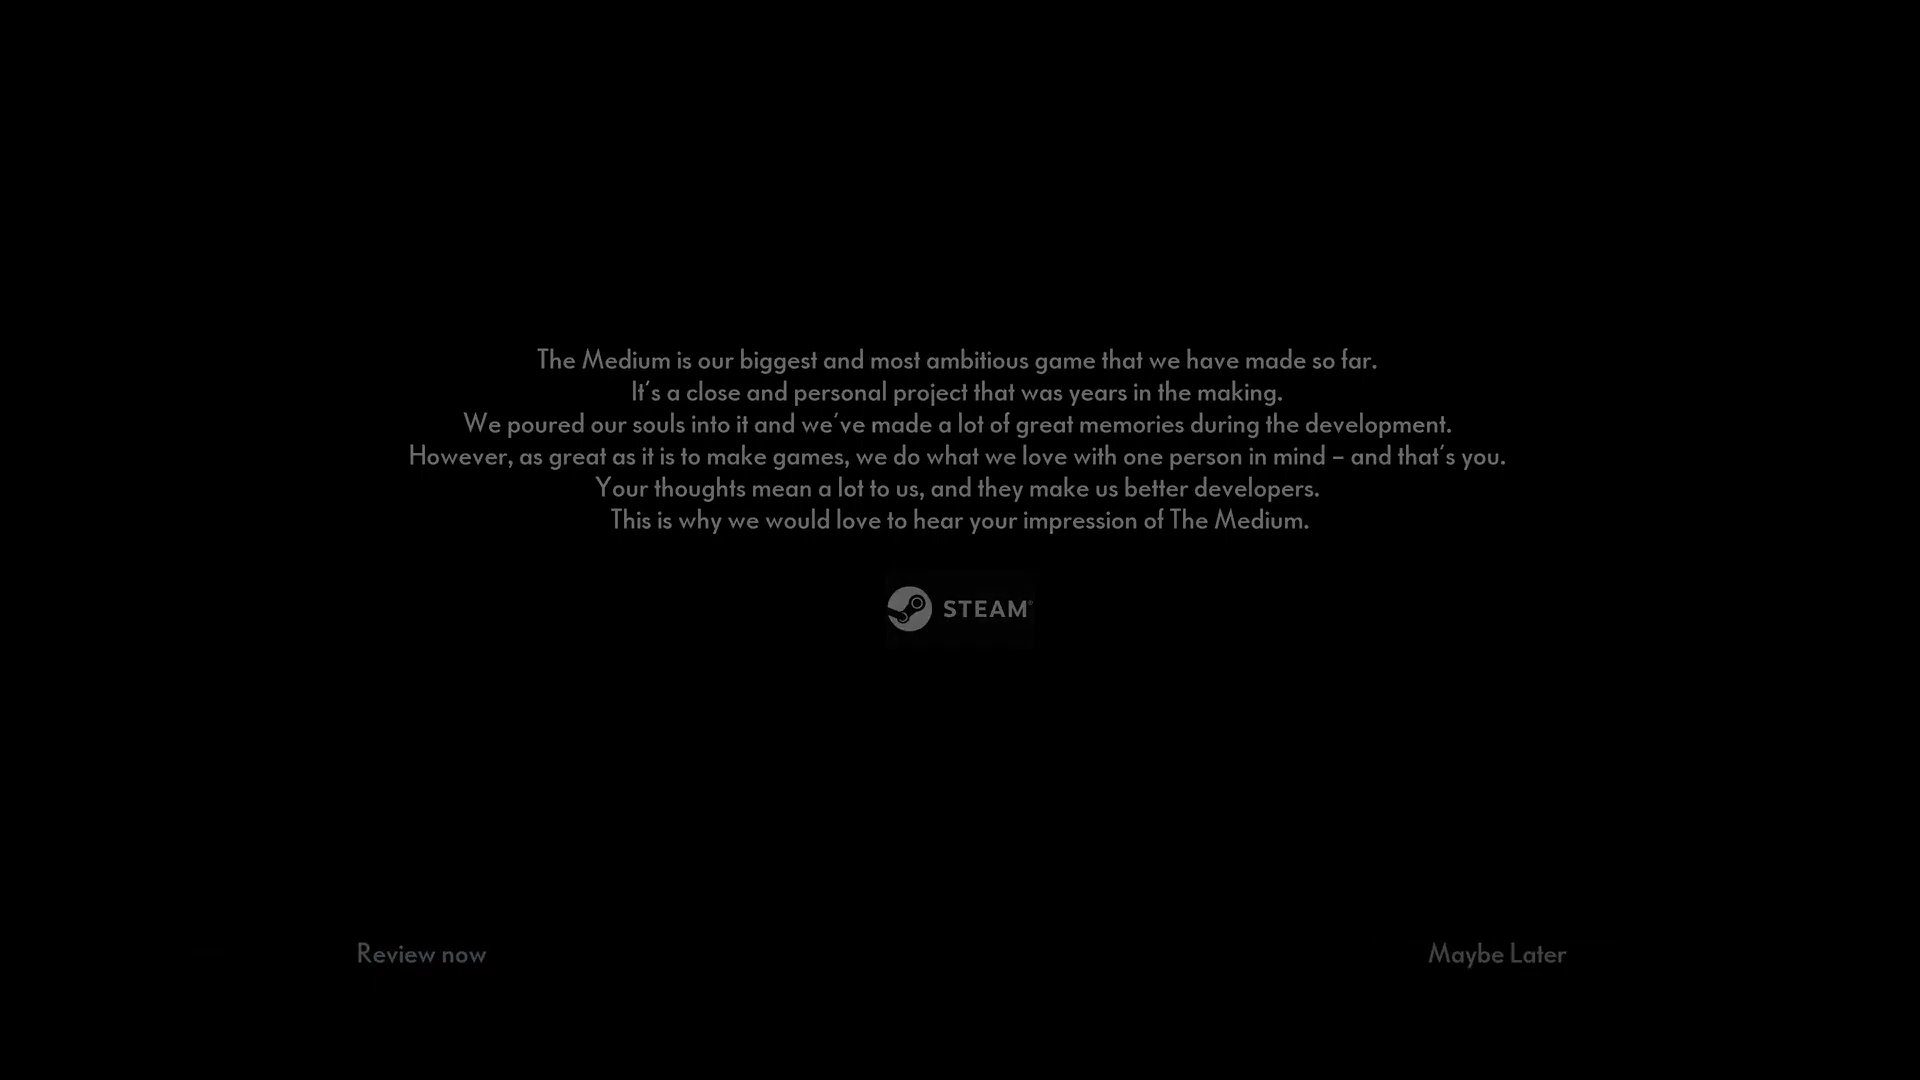 The Medium is our biggest and most ambitious game that we have made so far.
It's a close and personal project that was years in the making.
We poured our souls into it and we've made a lot of great memories during the development.
However, as great as it is to make games, we do what we love with one person in mind – and that's you.
Your thoughts mean a lot to us, and they make us better developers.
This is why we would love to hear your impression of The Medium.
STEAM®
Review now
Maybe Later